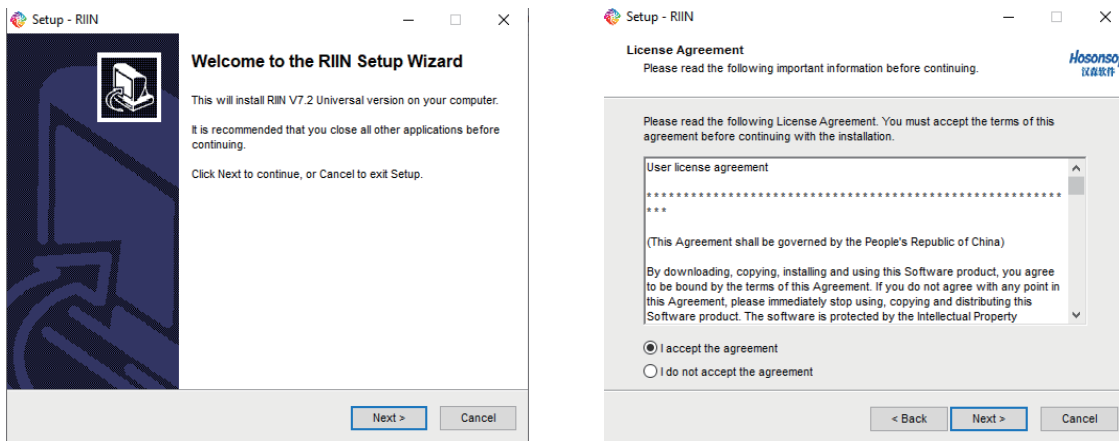 Setup - RIIN
Welcome to the RIIN Setup Wizard
This will install RIIN V7.2 Universal version on your computer.
It is recommended that you close all other applications before
continuing.
Click Next to continue, or Cancel to exit Setup.
Next >
Cancel
Setup - RIIN
License Agreement
Please read the following important information before continuing.
Hosonso
汉森软件
Please read the following License Agreement. You must accept the terms of this
agreement before continuing with the installation.
User license agreement
* * * * * * * * * * * * * * * * * * * * * * * * * * * * * * * * * * * * * * * * * * * * * * * * * * * * * * * * *
* * *
(This Agreement shall be governed by the People's Republic of China)
By downloading, copying, installing and using this Software product, you agree
to be bound by the terms of this Agreement. If you do not agree with any point in
this Agreement, please immediately stop using, copying and distributing this
Software product. The software is protected by the Intellectual Property
I accept the agreement
I do not accept the agreement
< Back
Next >
Cancel